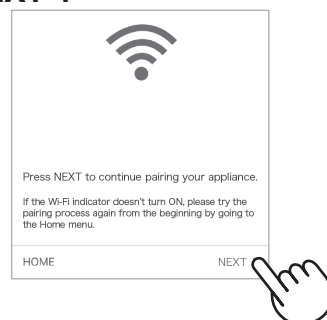 Press NEXT to continue pairing your appliance.
If the Wi-Fi indicator doesn't turn ON, please try the
pairing process again from the beginning by going to
the Home menu.
HOME NEXT